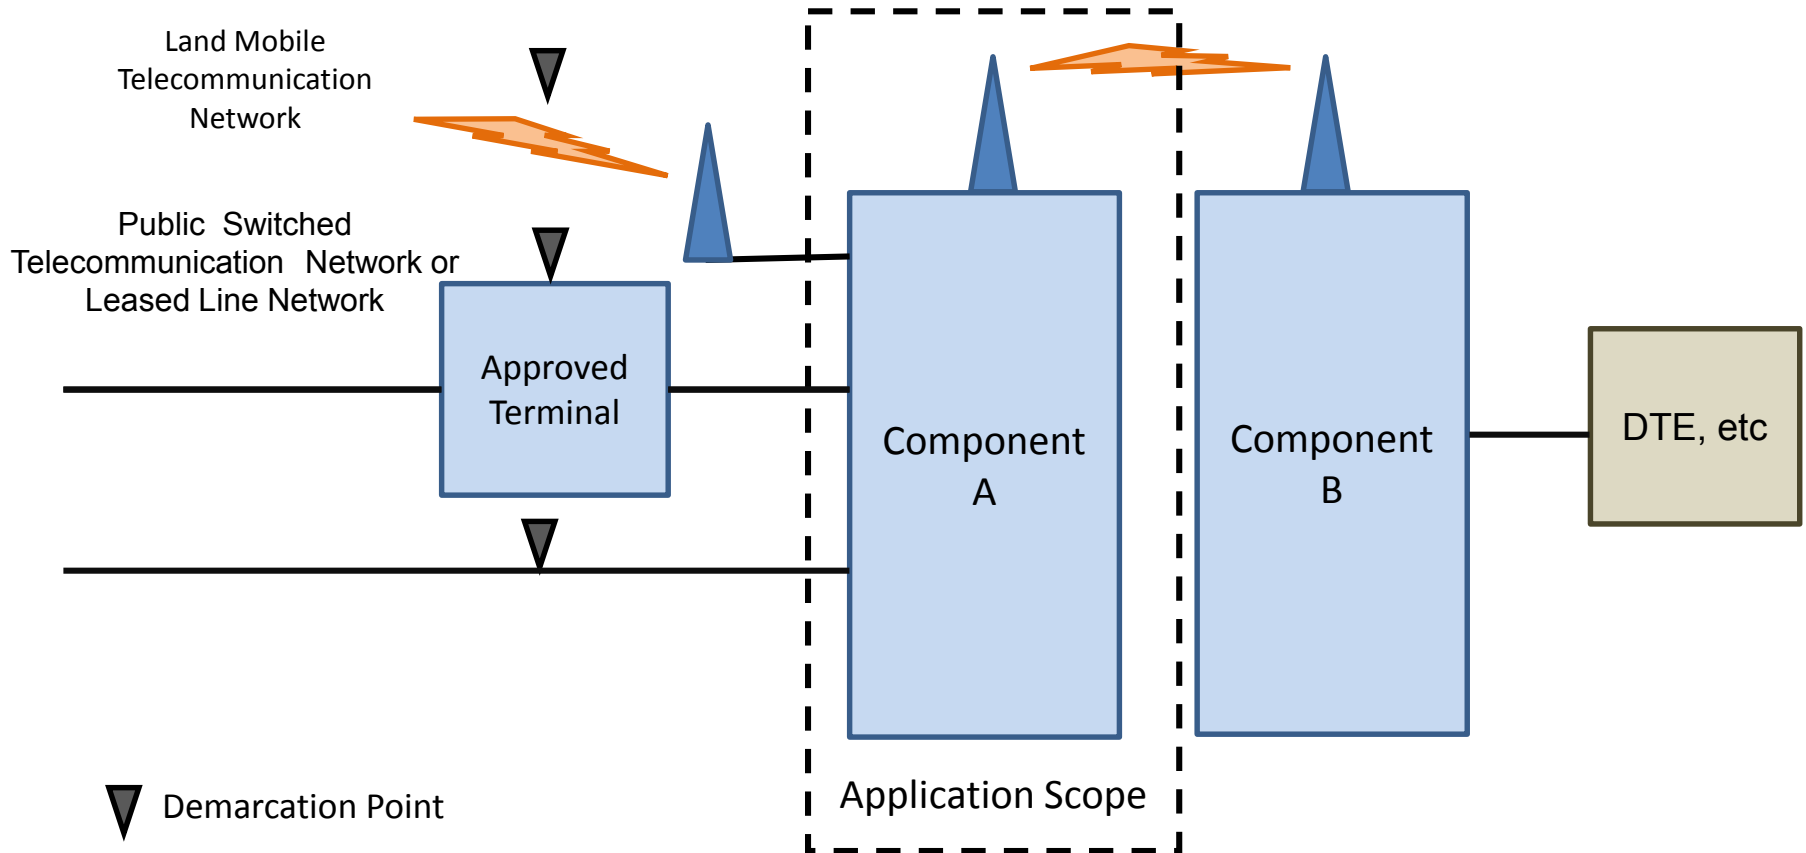 Land Mobile
Telecommunication
Network
Public Switched
Telecommunication Network or
Leased Line Network
Approved
Terminal
Component
A
Component
B
DTE, etc
Application Scope
Demarcation Point